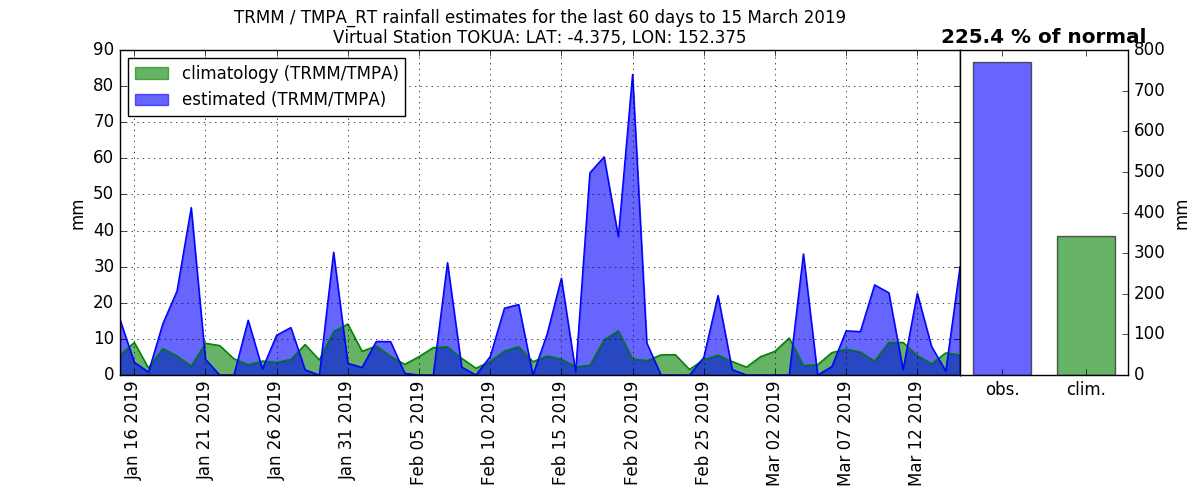 TRMM / TMPA_RT rainfall estimates for the last 60 days to 15 March 2019
Virtual Station TOKUA: LAT: -4.375, LON: 152.375
225.4 % of normal
climatology (TRMM/TMPA)
estimated (TRMM/TMPA)
mm
90
80
70
60
50
40
30
20
10
0
Jan 16 2019
Jan 21 2019
Jan 26 2019
Jan 31 2019
Feb 05 2019
Feb 10 2019
Feb 15 2019
Feb 20 2019
Feb 25 2019
Mar 02 2019
Mar 07 2019
Mar 12 2019
obs.
clim.
800
700
600
500
400
300
200
100
0
mm